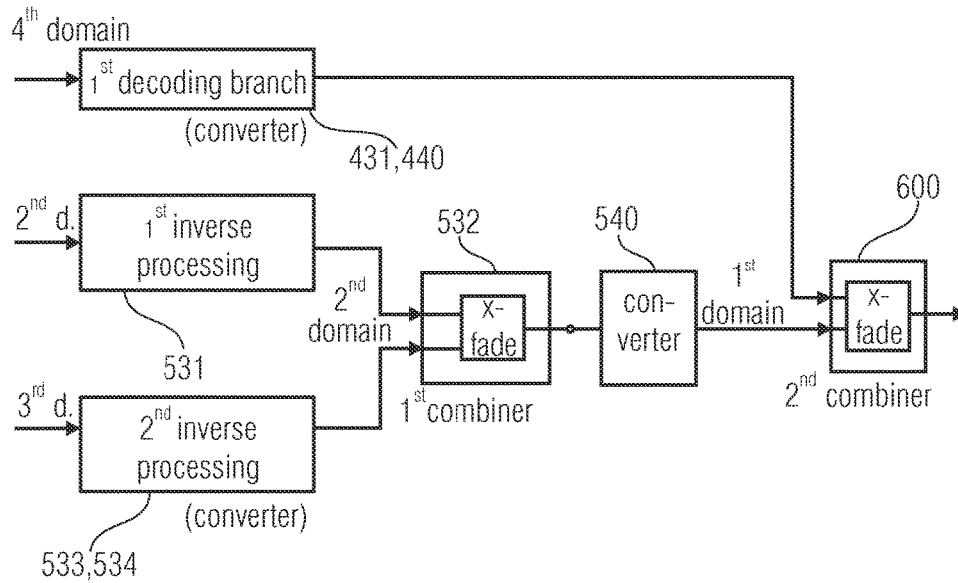 4th domain
1st decoding branch
(converter)
431,440
2nd d.
1st inverse
processing
531
2nd
domain
532
x-
fade
1st combiner
540
con-
verter
1st
domain
600
x-
fade
2nd combiner
3rd d.
2nd inverse
processing
(converter)
533,534